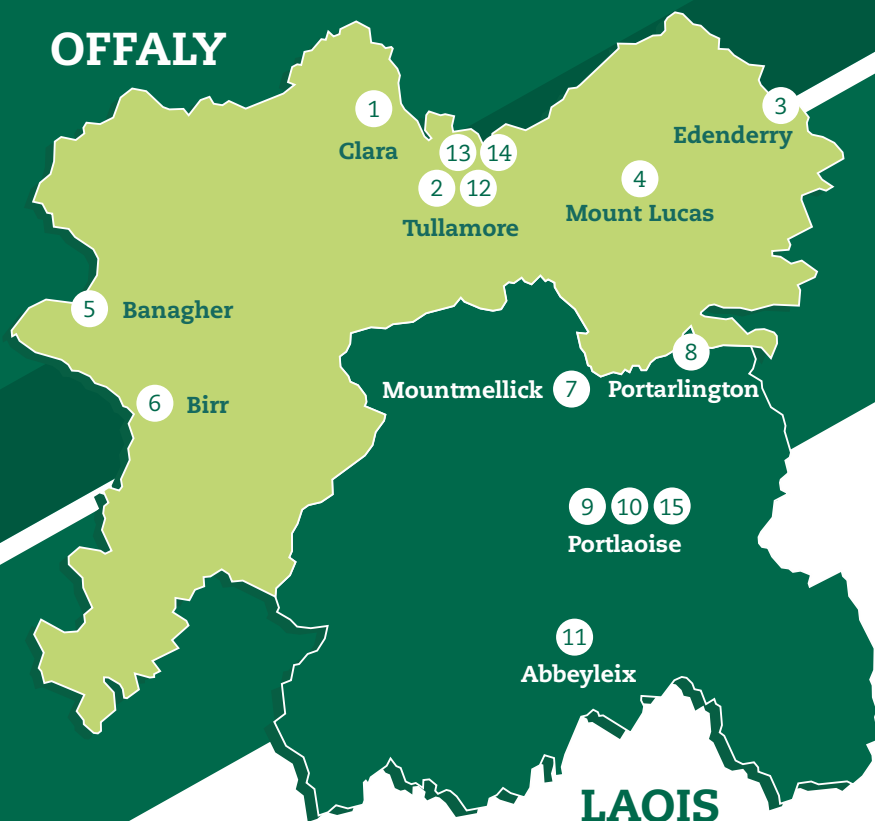 OFFALY
1
Clara
13 14
2 12
Tullamore
3
Edenderry
4
Mount Lucas
5 Banagher
6 Birr
8
Mountmellick 7 Portarlington
9 10 15
Portlaoise
11
Abbeyleix
LAOIS